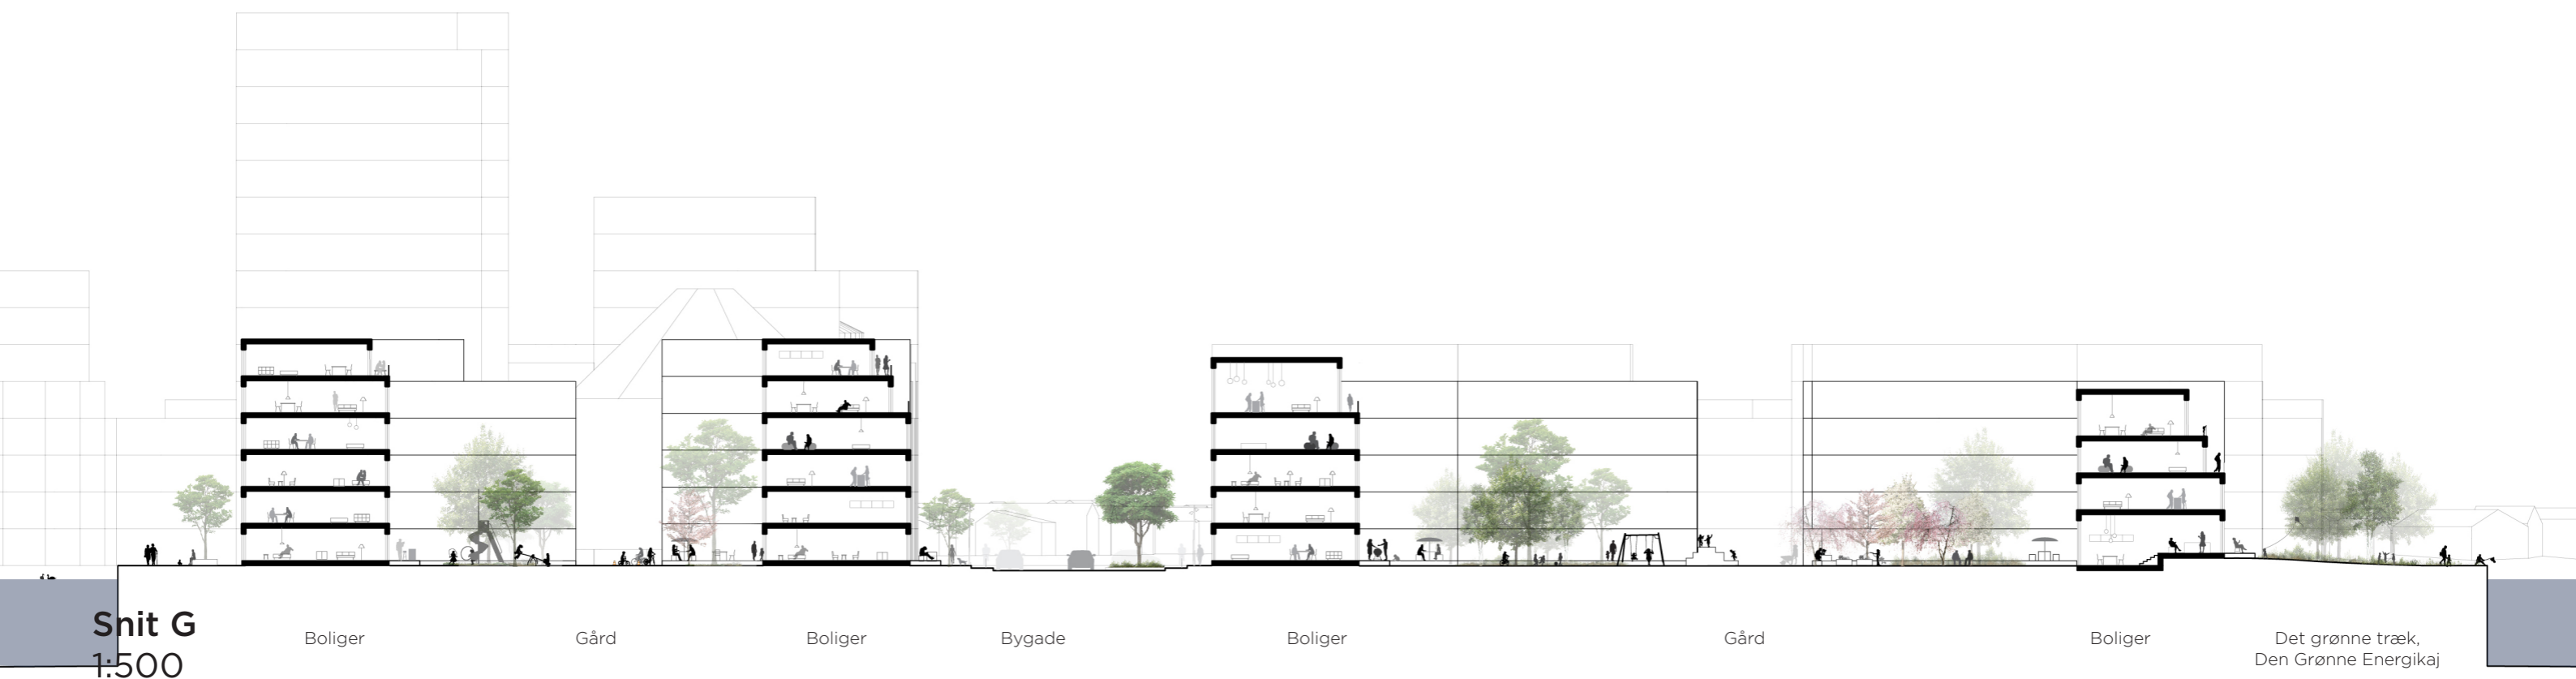 Snit G
1:500
Boliger
Gård
Boliger
Bygade
Boliger
Gård
Boliger
Det grønne træk,
Den Grønne Energikaj